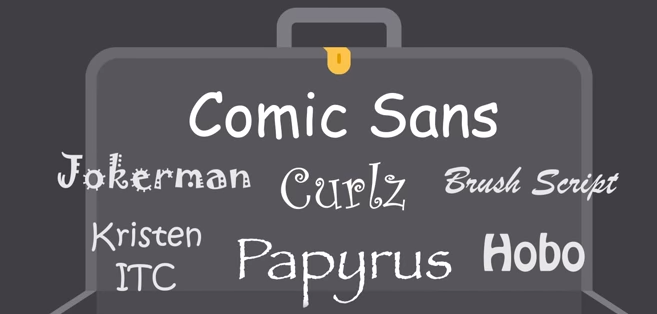 Comic Sans
Jokerman
Curlz
Brush Script
Kristen
ITC
Papyrus
Hobo